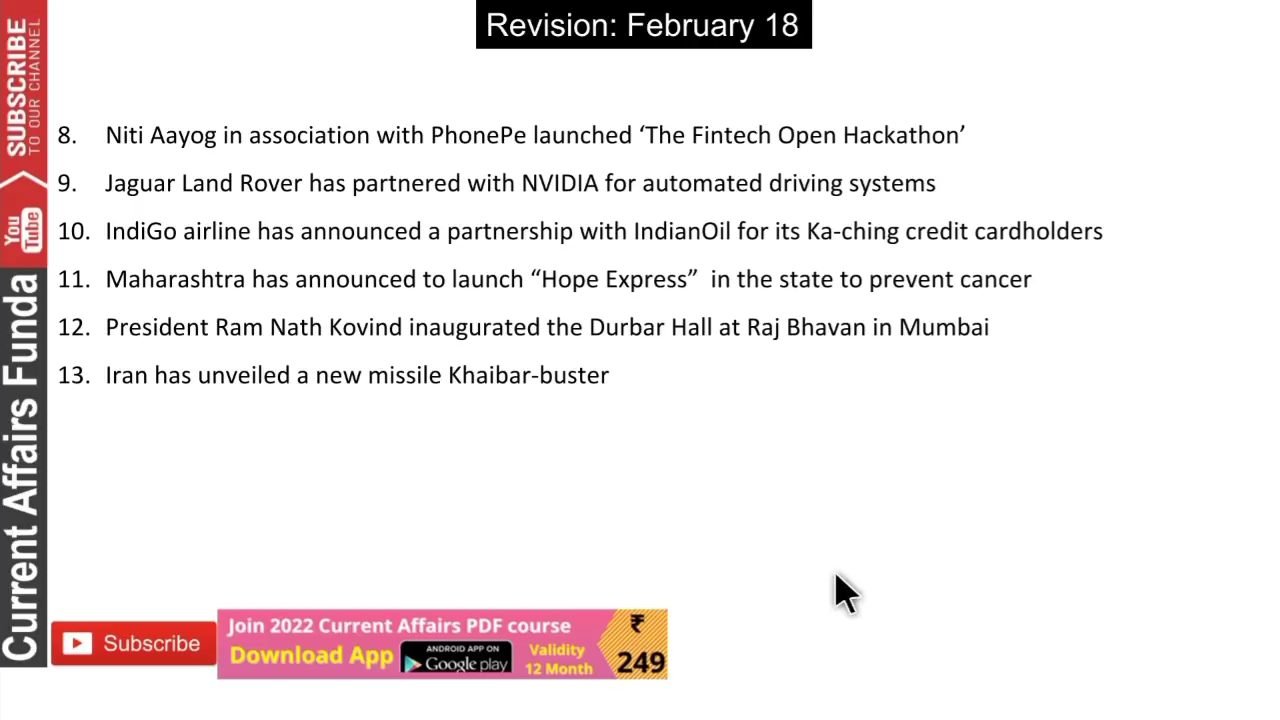 Revision: February 18
SUBSCRIBE
TO OUR CHANNEL
You Tube
Current Affairs Funda
8. Niti Aayog in association with PhonePe launched ‘The Fintech Open Hackathon’
9. Jaguar Land Rover has partnered with NVIDIA for automated driving systems
10. IndiGo airline has announced a partnership with IndianOil for its Ka-ching credit cardholders
11. Maharashtra has announced to launch “Hope Express” in the state to prevent cancer
12. President Ram Nath Kovind inaugurated the Durbar Hall at Raj Bhavan in Mumbai
13. Iran has unveiled a new missile Khaibar-buster
Subscribe
Join 2022 Current Affairs PDF course
Download App
ANDROID APP ON
Google play
Validity
12 Month
₹
249